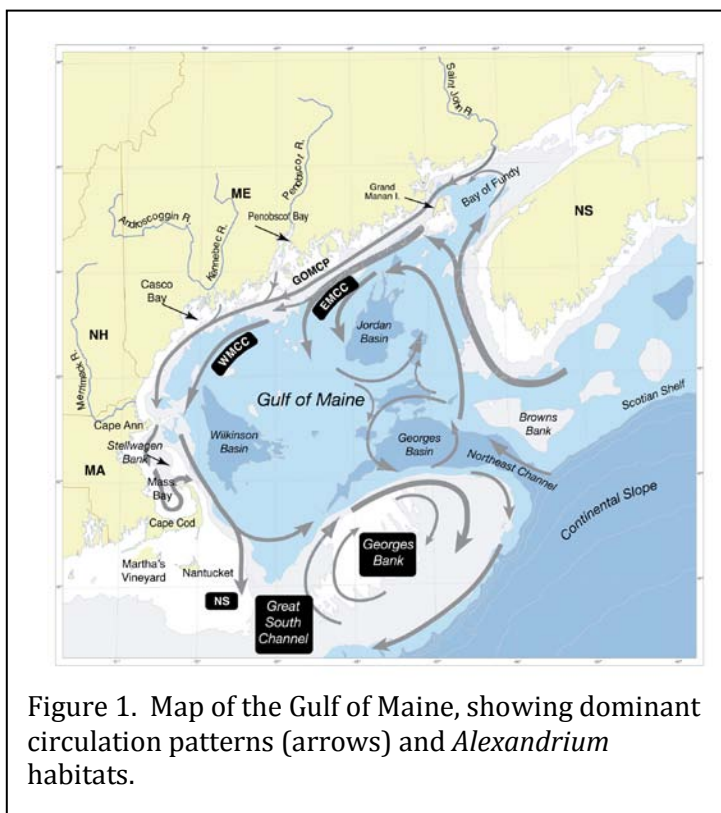 Saint John R.
Penobscot R.
ME
Grand
Manan I.
Bay of Fundy
NS
Androscoggin R.
Kennebec R.
Penobscot Bay
GOMCP
Casco
Bay
EMCC
NH
WMCC
Jordan
Basin
Merrimack R.
Gulf of Maine
Scotian Shelf
Cape Ann
Browns
Bank
Stellwagen
Bank
Wilkinson
Basin
Georges
Basin
Northeast Channel
MA
Mass.
Bay
Continental Slope
Cape Cod
Georges
Bank
Martha's
Vineyard
Nantucket
NS
Great
South
Channel
Figure 1. Map of the Gulf of Maine, showing dominant
circulation patterns (arrows) and Alexandrium
habitats.